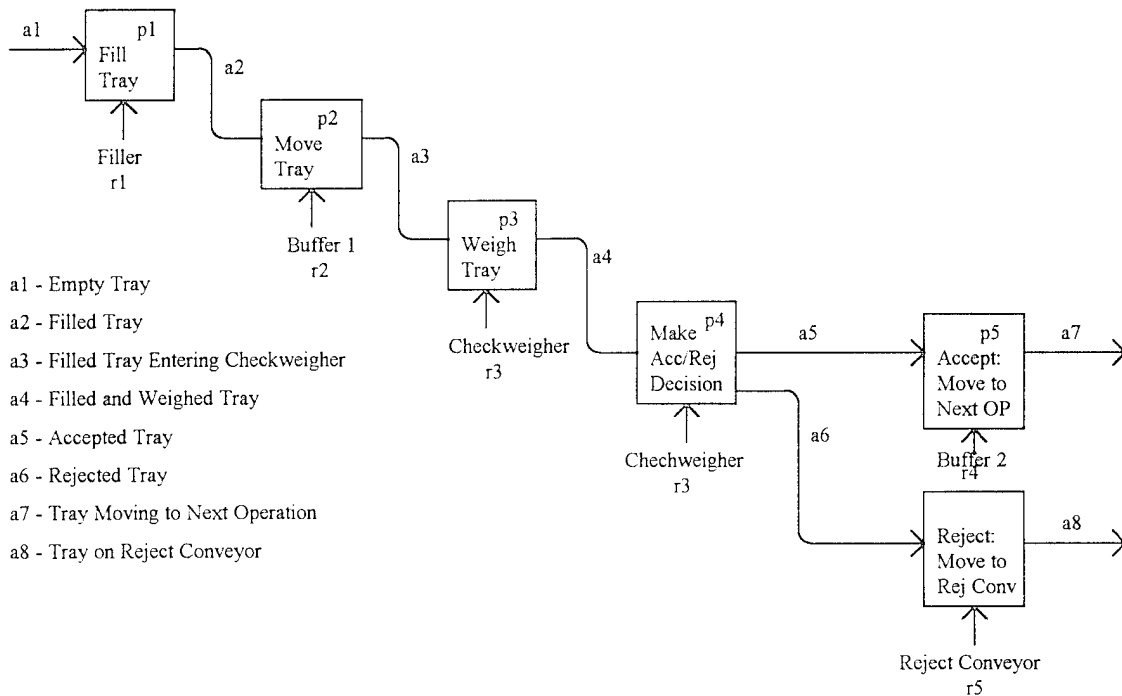 a1
p1
Fill
Tray
a2
Filler
r1
p2
Move
Tray
a3
Buffer 1
r2
p3
Weigh
Tray
a4
Checkweigher
r3
p4
Make
Acc/Rej
Decision
a5
a6
Chechweigher
r3
p5
Accept:
Move to
Next OP
a7
Buffer 2
r4
Reject:
Move to
Rej Conv
a8
Reject Conveyor
r5
a1 - Empty Tray
a2 - Filled Tray
a3 - Filled Tray Entering Checkweigher
a4 - Filled and Weighed Tray
a5 - Accepted Tray
a6 - Rejected Tray
a7 - Tray Moving to Next Operation
a8 - Tray on Reject Conveyor